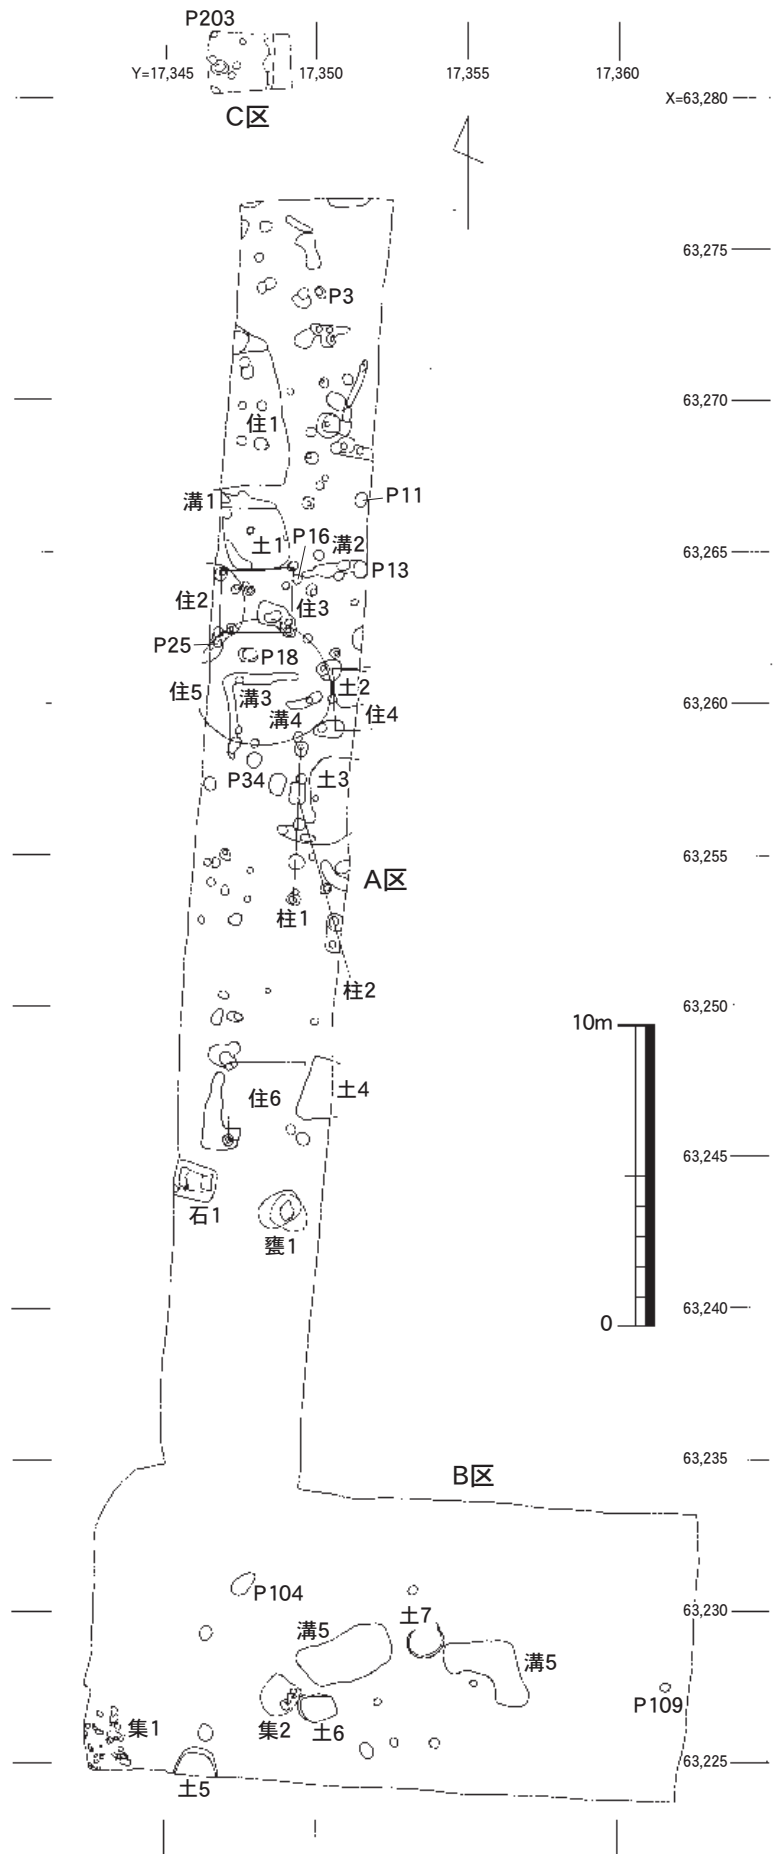 P203
Y=17,345
17,350
17,355
17,360
X=63,280
C区
63,275
P3
63,270
住1
溝1
P11
土1
P16
溝2
63,265
P13
住2
住3
P25
P18
住5
溝3
土2
溝4
住4
63,260
P34
土3
63,255
A区
柱1
柱2
63,250
10m
住6
土4
63,245
石1
甕1
63,240
0
63,235
B区
P104
63,230
土7
溝5
溝5
P109
集1
集2
土6
63,225
土5